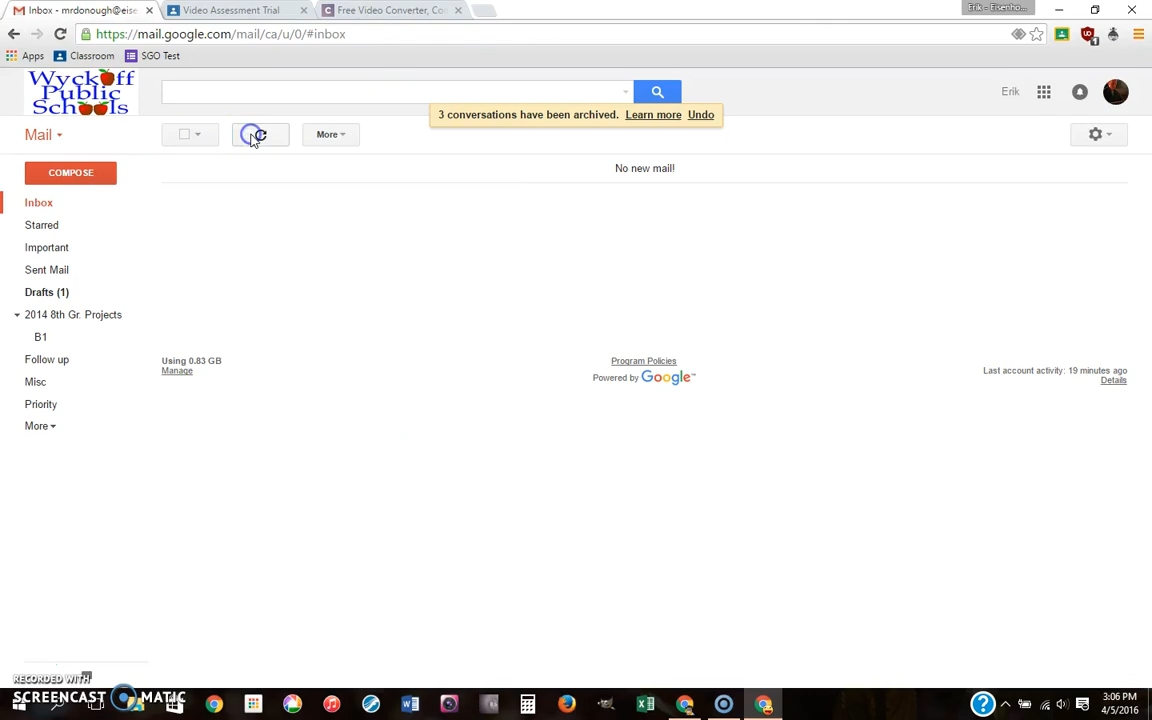 Inbox - mrdonough@eise
Video Assessment Trial
Free Video Converter, Co
Erik - Eisenho...
https://mail.google.com/mail/ca/u/0/#inbox
Apps
Classroom
SGO Test
Wyckoff
Public
Schools
Erik
3 conversations have been archived. Learn more Undo
Mail
More
COMPOSE
No new mail!
Inbox
Starred
Important
Sent Mail
Drafts (1)
2014 8th Gr. Projects
B1
Follow up
Misc
Priority
More
Using 0.83 GB
Manage
Program Policies
Powered by Google™
Last account activity: 19 minutes ago
Details
RECORDED WITH
SCREENCAST MATIC
3:06 PM
4/5/2016